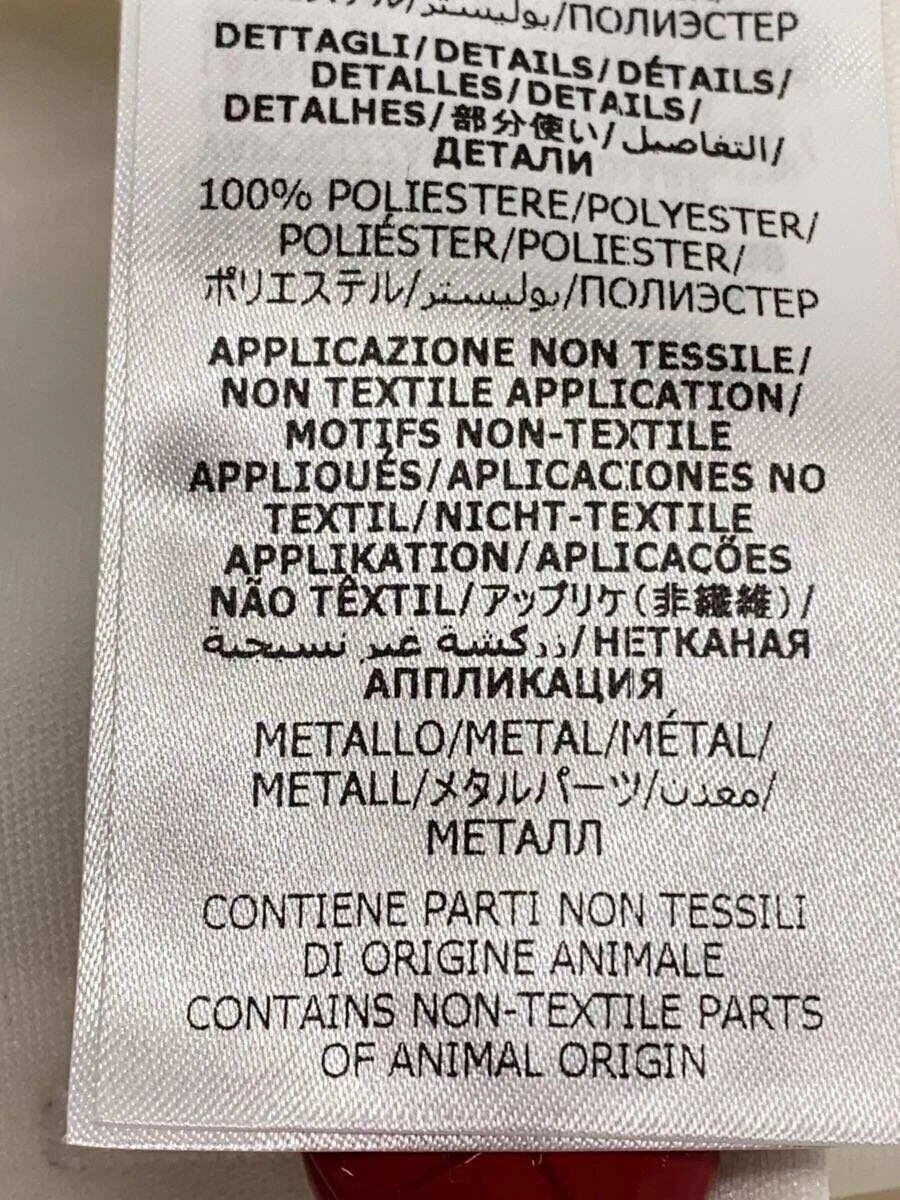 بوليستر/ПОЛИЭСТЕР
DETTAGLI/DETAILS/DÉTAILS/
DETALLES/DETAILS/
DETALHES/部分使い/التفاصيل/
ДЕТАЛИ
100% POLIESTERE/POLYESTER/
POLIÉSTER/POLIESTER/
ポリエステル/بوليستر/ПОЛИЭСТЕР
APPLICAZIONE NON TESSILE/
NON TEXTILE APPLICATION/
MOTIFS NON-TEXTILE
APPLIQUÉS/APLICACIONES NO
TEXTIL/NICHT-TEXTILE
APPLIKATION/APLICACÕES
NÃO TÊXTIL/アップリケ(非繊維)/
زركشة غير نسيجية/НЕТКАНАЯ
АППЛИКАЦИЯ
METALLO/METAL/MÉTAL/
METALL/メタルパーツ/معدن/
МЕТАЛЛ
CONTIENE PARTI NON TESSILI
DI ORIGINE ANIMALE
CONTAINS NON-TEXTILE PARTS
OF ANIMAL ORIGIN